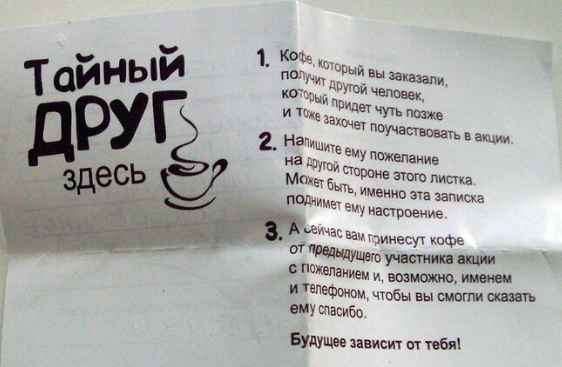 Тайный
ДРУГ
здесь
1. Кофе, который вы заказали,
получит другой человек,
который придет чуть позже
и тоже захочет поучаствовать в акции.
2. Напишите ему пожелание
на другой стороне этого листка.
Может быть, именно эта записка
поднимет ему настроение.
3. А сейчас вам принесут кофе
от предыдущего участника акции
с пожеланием и, возможно, именем
и телефоном, чтобы вы смогли сказать
ему спасибо.
Будущее зависит от тебя!